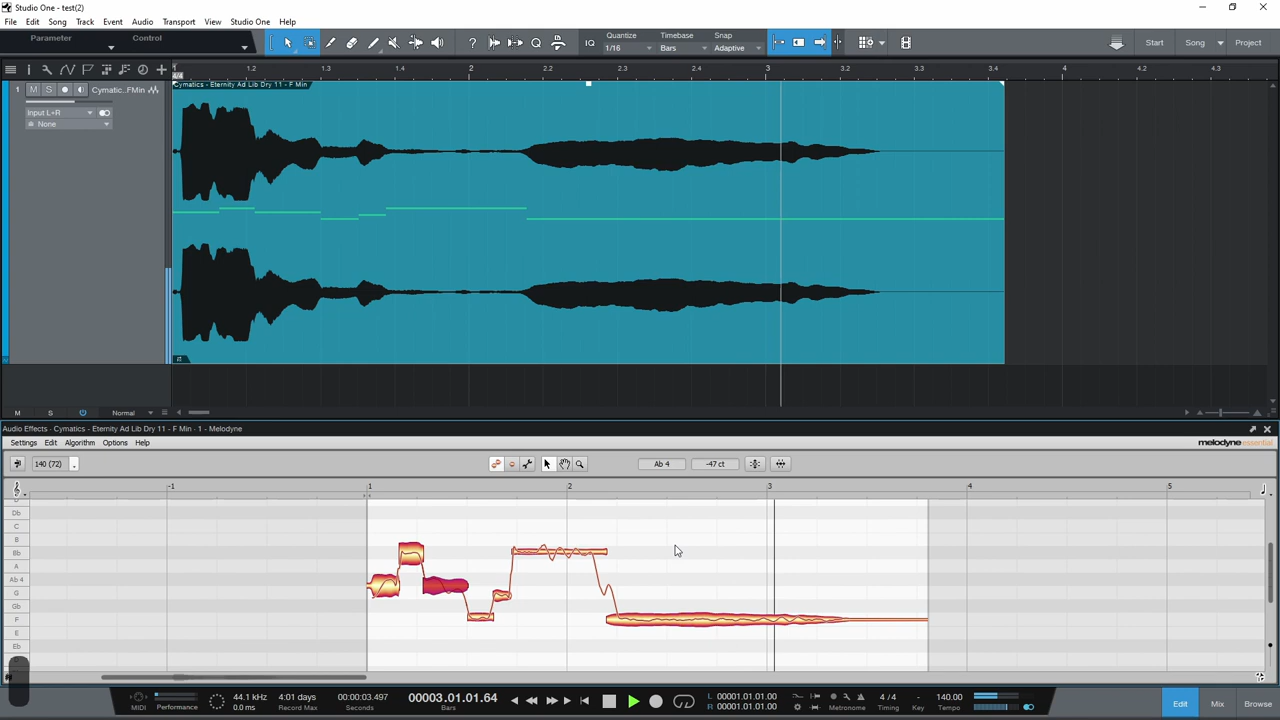 Studio One - test(2)
File Edit Song Track Event Audio Transport View Studio One Help
Parameter Control
Quantize 1/16 Timebase Bars Snap Adaptive
IQ
Start Song Project
1 1.2 1.3 1.4 2 2.2 2.3 2.4 3 3.2 3.3 3.4 4 4.2 4.3
4/4
1 M S Cymatic..FMin
Input L+R
None
Cymatics - Eternity Ad Lib Dry 11 - F Min
M S Normal
Audio Effects - Cymatics - Eternity Ad Lib Dry 11 - F Min - 1 - Melodyne
Settings Edit Algorithm Options Help
melodyne essential
140 (72)
Ab 4 -47 ct
-1 1 2 3 4 5
Db
C
B
Bb
A
Ab 4
G
Gb
F
E
Eb
MIDI Performance
44.1 kHz
0.0 ms
4:01 days
Record Max
00:00:03.497
Seconds
00003.01.01.64
Bars
L 00001.01.01.00
R 00001.01.01.00
Metronome
4 / 4
Timing
-
Key
140.00
Tempo
Edit Mix Browse